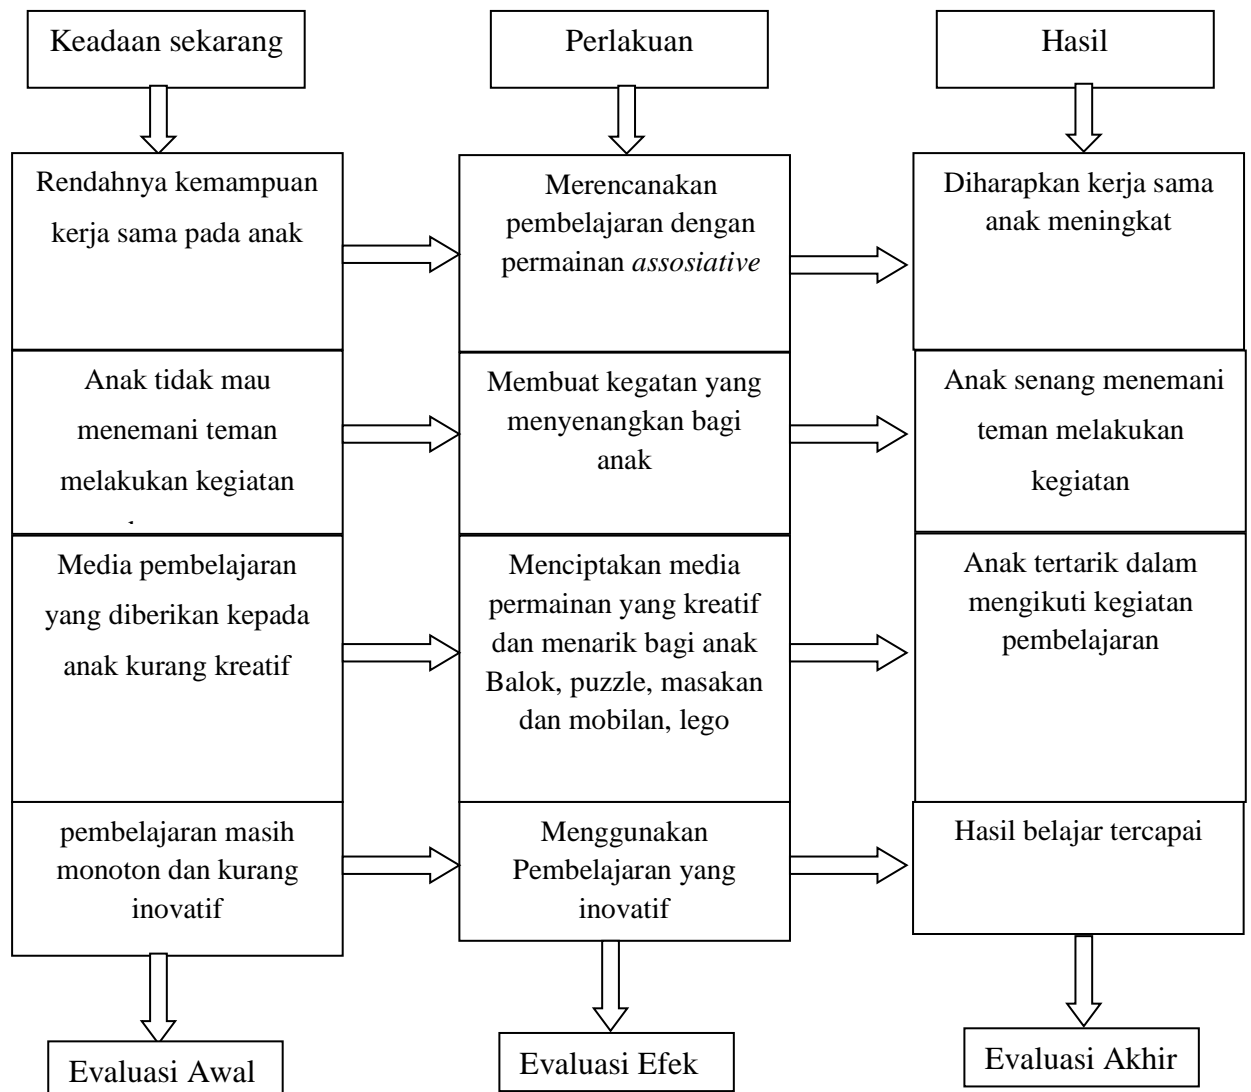 Keadaan sekarang
Perlakuan
Hasil
Rendahnya kemampuan
kerja sama pada anak
Merencanakan
pembelajaran dengan
permainan assosiative
Diharapkan kerja sama
anak meningkat
Anak tidak mau
menemani teman
melakukan kegiatan
Membuat kegatan yang
menyenangkan bagi
anak
Anak senang menemani
teman melakukan
kegiatan
Media pembelajaran
yang diberikan kepada
anak kurang kreatif
Menciptakan media
permainan yang kreatif
dan menarik bagi anak
Balok, puzzle, masakan
dan mobilan, lego
Anak tertarik dalam
mengikuti kegiatan
pembelajaran
pembelajaran masih
monoton dan kurang
inovatif
Menggunakan
Pembelajaran yang
inovatif
Hasil belajar tercapai
Evaluasi Awal
Evaluasi Efek
Evaluasi Akhir